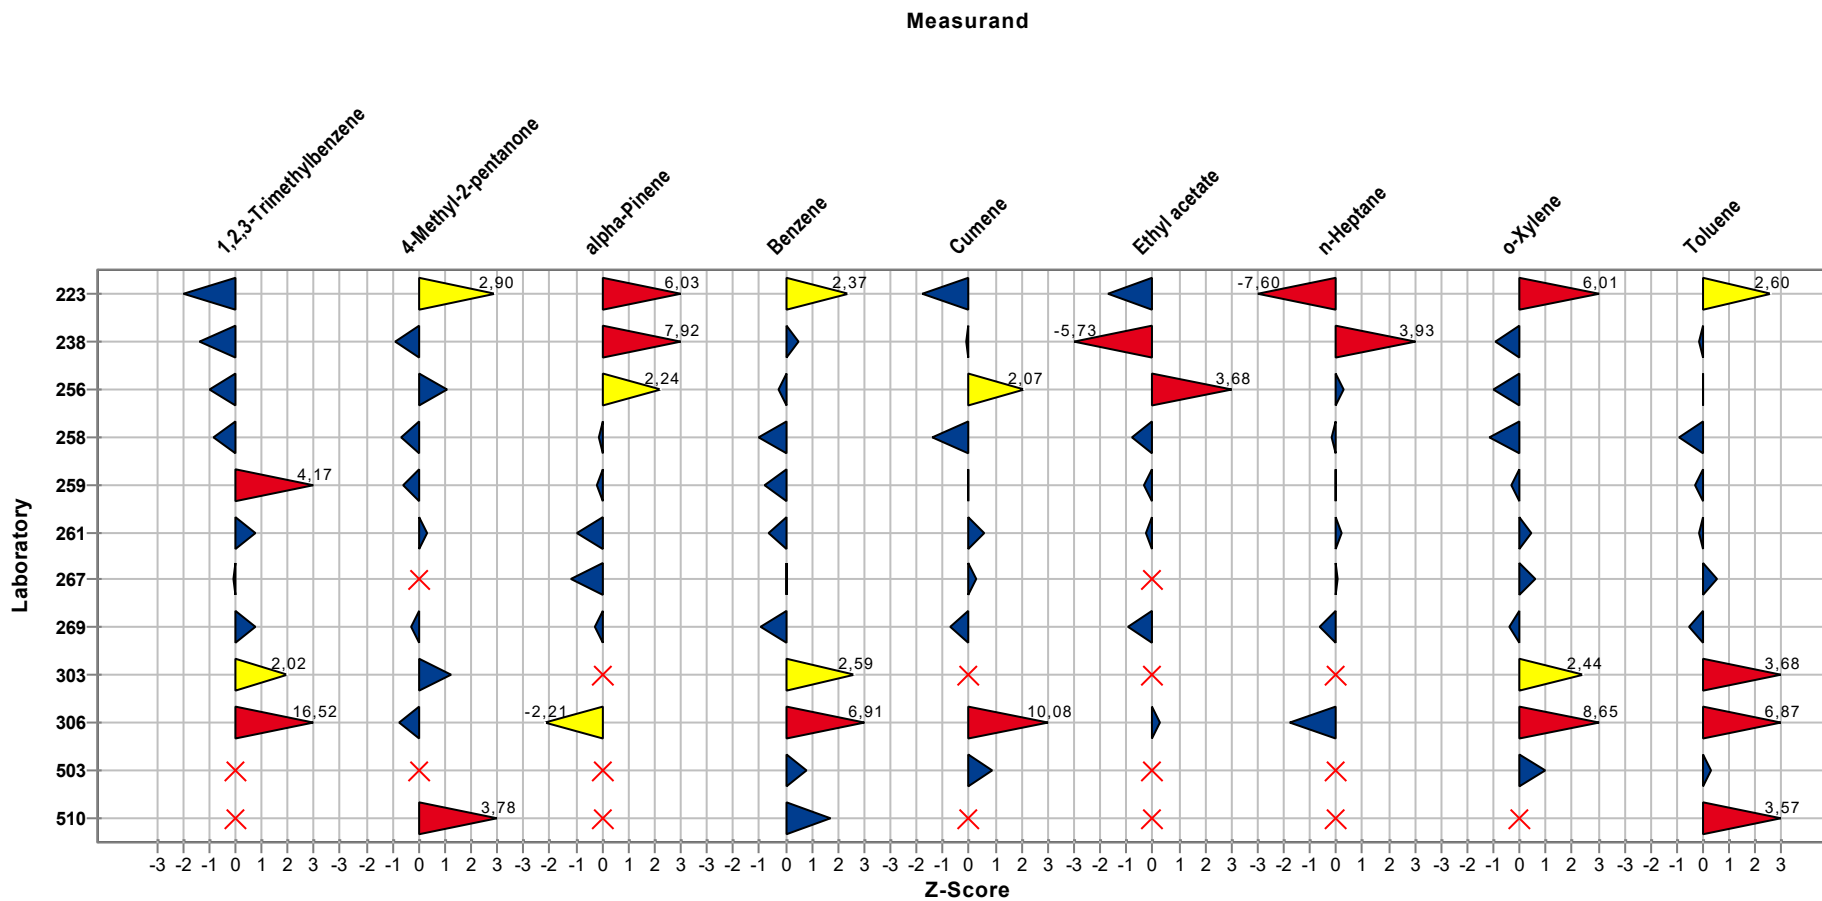 Measurand
1,2,3-Trimethylbenzene 4-Methyl-2-pentanone alpha-Pinene Benzene Cumene Ethyl acetate n-Heptane o-Xylene Toluene
Laboratory
223 2,90 6,03 2,37 -7,60 6,01 2,60
238 7,92 -5,73 3,93
256 2,24 2,07 3,68
258
259 4,17
261
267
269
303 2,02 2,59 2,44 3,68
306 16,52 -2,21 6,91 10,08 8,65 6,87
503
510 3,78 3,57
-3 -2 -1 0 1 2 3 -3 -2 -1 0 1 2 3 -3 -2 -1 0 1 2 3 -3 -2 -1 0 1 2 3 -3 -2 -1 0 1 2 3 -3 -2 -1 0 1 2 3 -3 -2 -1 0 1 2 3 -3 -2 -1 0 1 2 3 -3 -2 -1 0 1 2 3
Z-Score